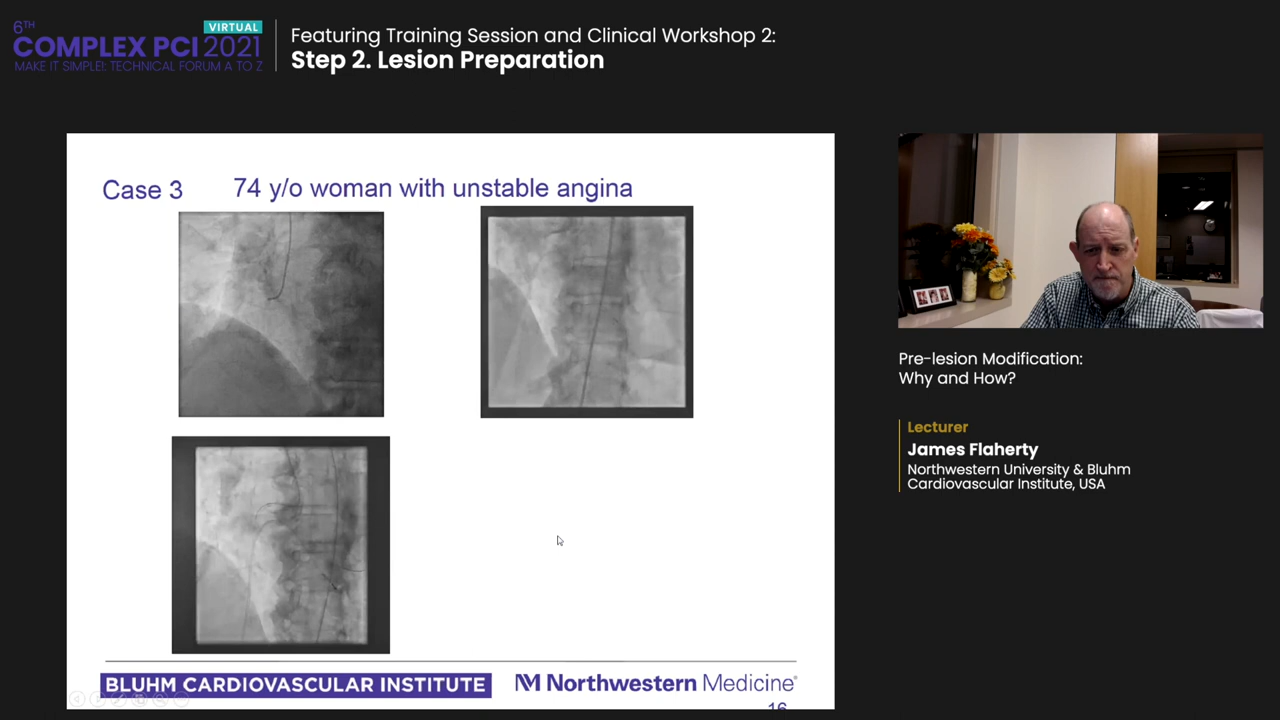 6TH
VIRTUAL
COMPLEX PCI 2021
MAKE IT SIMPLE!: TECHNICAL FORUM A TO Z
Featuring Training Session and Clinical Workshop 2:
Step 2. Lesion Preparation
Case 3 74 y/o woman with unstable angina
BLUHM CARDIOVASCULAR INSTITUTE
Northwestern Medicine®
16
Pre-lesion Modification:
Why and How?
Lecturer
James Flaherty
Northwestern University & Bluhm
Cardiovascular Institute, USA